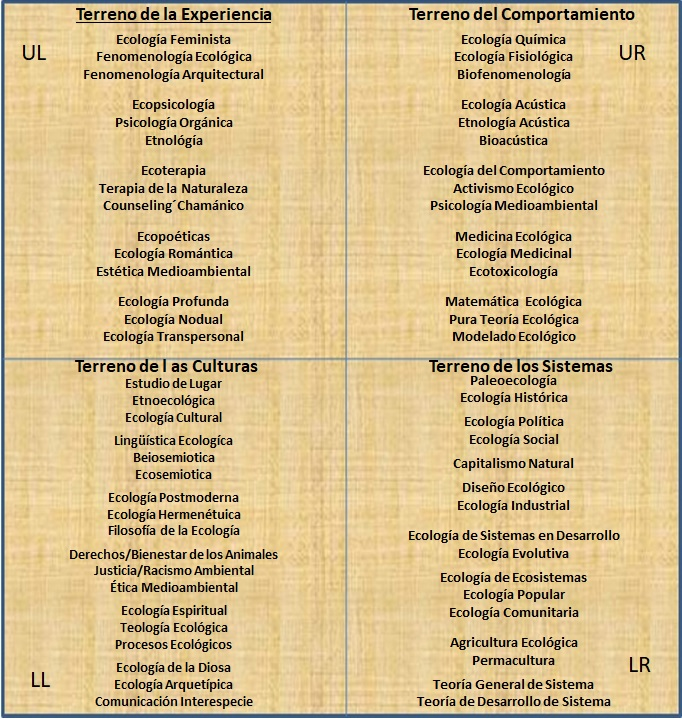 Terreno de la Experiencia
UL
Ecología Feminista
Fenomenología Ecológica
Fenomenología Arquitectural
Ecopsicología
Psicología Orgánica
Etnológía
Ecoterapia
Terapia de la Naturaleza
Counseling´Chamánico
Ecopoéticas
Ecología Romántica
Estética Medioambiental
Ecología Profunda
Ecología Nodual
Ecología Transpersonal
Terreno del Comportamiento
UR
Ecología Química
Ecología Fisiológica
Biofenomenología
Ecología Acústica
Etnología Acústica
Bioacústica
Ecología del Comportamiento
Activismo Ecológico
Psicología Medioambiental
Medicina Ecológica
Ecología Medicinal
Ecotoxicología
Matemática Ecológica
Pura Teoría Ecológica
Modelado Ecológico
Terreno de l as Culturas
Estudio de Lugar
Etnoecológica
Ecología Cultural
Lingüística Ecologíca
Beiosemiotica
Ecosemiotica
Ecología Postmoderna
Ecología Hermenétuica
Filosofía de la Ecología
Derechos/Bienestar de los Animales
Justicia/Racismo Ambiental
Ética Medioambiental
Ecología Espiritual
Teología Ecológica
Procesos Ecológicos
Ecología de la Diosa
Ecología Arquetípica
Comunicación Interespecie
LL
Terreno de los Sistemas
Paleoecología
Ecología Histórica
Ecología Política
Ecología Social
Capitalismo Natural
Diseño Ecológico
Ecología Industrial
Ecología de Sistemas en Desarrollo
Ecología Evolutiva
Ecología de Ecosistemas
Ecología Popular
Ecología Comunitaria
Agricultura Ecológica
Permacultura
LR
Teoría General de Sistema
Teoría de Desarrollo de Sistema